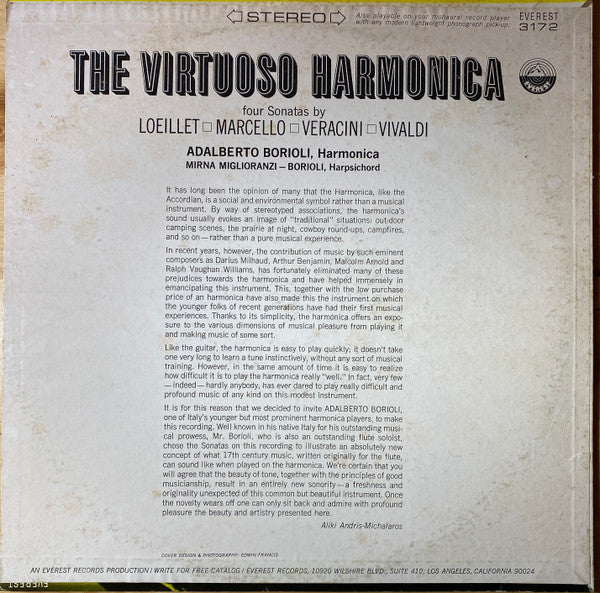 STEREO
Also playable on your monaural record player
with any modern lightweight phonograph pick-up.
EVEREST
3172
THE VIRTUOSO HARMONICA
EVEREST
four Sonatas by
LOEILLET □ MARCELLO □ VERACINI □ VIVALDI
ADALBERTO BORIOLI, Harmonica
MIRNA MIGLIORANZI – BORIOLI, Harpsichord
It has long been the opinion of many that the Harmonica, like the
Accordian, is a social and environmental symbol rather than a musical
instrument. By way of stereotyped associations, the harmonica's
sound usually evokes an image of "traditional" situations: out-door
camping scenes, the prairie at night, cowboy round-ups, campfires,
and so on — rather than a pure musical experience.
In recent years, however, the contribution of music by such eminent
composers as Darius Milhaud, Arthur Benjamin, Malcolm Arnold and
Ralph Vaughan Williams, has fortunately eliminated many of these
prejudices towards the harmonica and have helped immensely in
emancipating this instrument. This, together with the low purchase
price of an harmonica have also made this the instrument on which
the younger folks of recent generations have had their first musical
experiences. Thanks to its simplicity, the harmonica offers an expo-
sure to the various dimensions of musical pleasure from playing it
and making music of some sort.
Like the guitar, the harmonica is easy to play quickly; it doesn't take
one very long to learn a tune instinctively, without any sort of musical
training. However, in the same amount of time it is easy to realize
how difficult it is to play the harmonica really "well." In fact, very few
— indeed — hardly anybody, has ever dared to play really difficult and
profound music of any kind on this modest instrument.
It is for this reason that we decided to invite ADALBERTO BORIOLI,
one of Italy's younger but most prominent harmonica players, to make
this recording. Well known in his native Italy for his outstanding musi-
cal prowess, Mr. Borioli, who is also an outstanding flute soloist,
chose the Sonatas on this recording to illustrate an absolutely new
concept of what 17th century music, written originally for the flute,
can sound like when played on the harmonica. We're certain that you
will agree that the beauty of tone, together with the principles of good
musicianship, result in an entirely new sonority — a freshness and
originality unexpected of this common but beautiful instrument. Once
the novelty wears off one can only sit back and admire with profound
pleasure the beauty and artistry presented here.
Aliki Andris-Michalaros
COVER DESIGN & PHOTOGRAPHY: EDWIN FRANCIS
AN EVEREST RECORDS PRODUCTION / WRITE FOR FREE CATALOG / EVEREST RECORDS, 10920 WILSHIRE BLVD., SUITE 410, LOS ANGELES, CALIFORNIA 90024
EVEREST